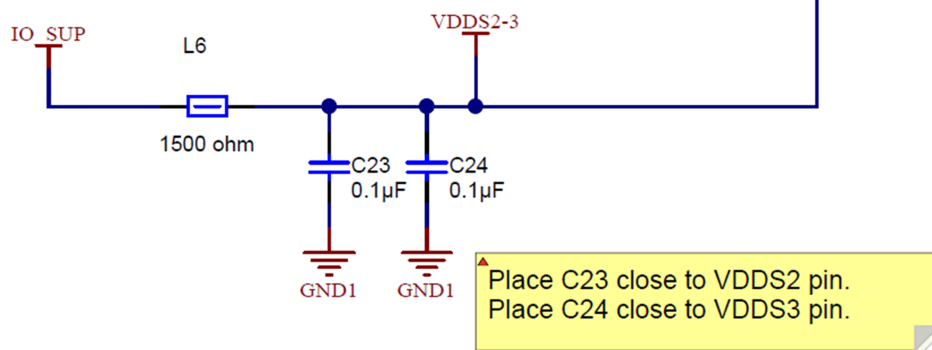 VDDS2-3
IO_SUP
L6
1500 ohm
C23
0.1µF
C24
0.1µF
GND1
GND1
Place C23 close to VDDS2 pin.
Place C24 close to VDDS3 pin.